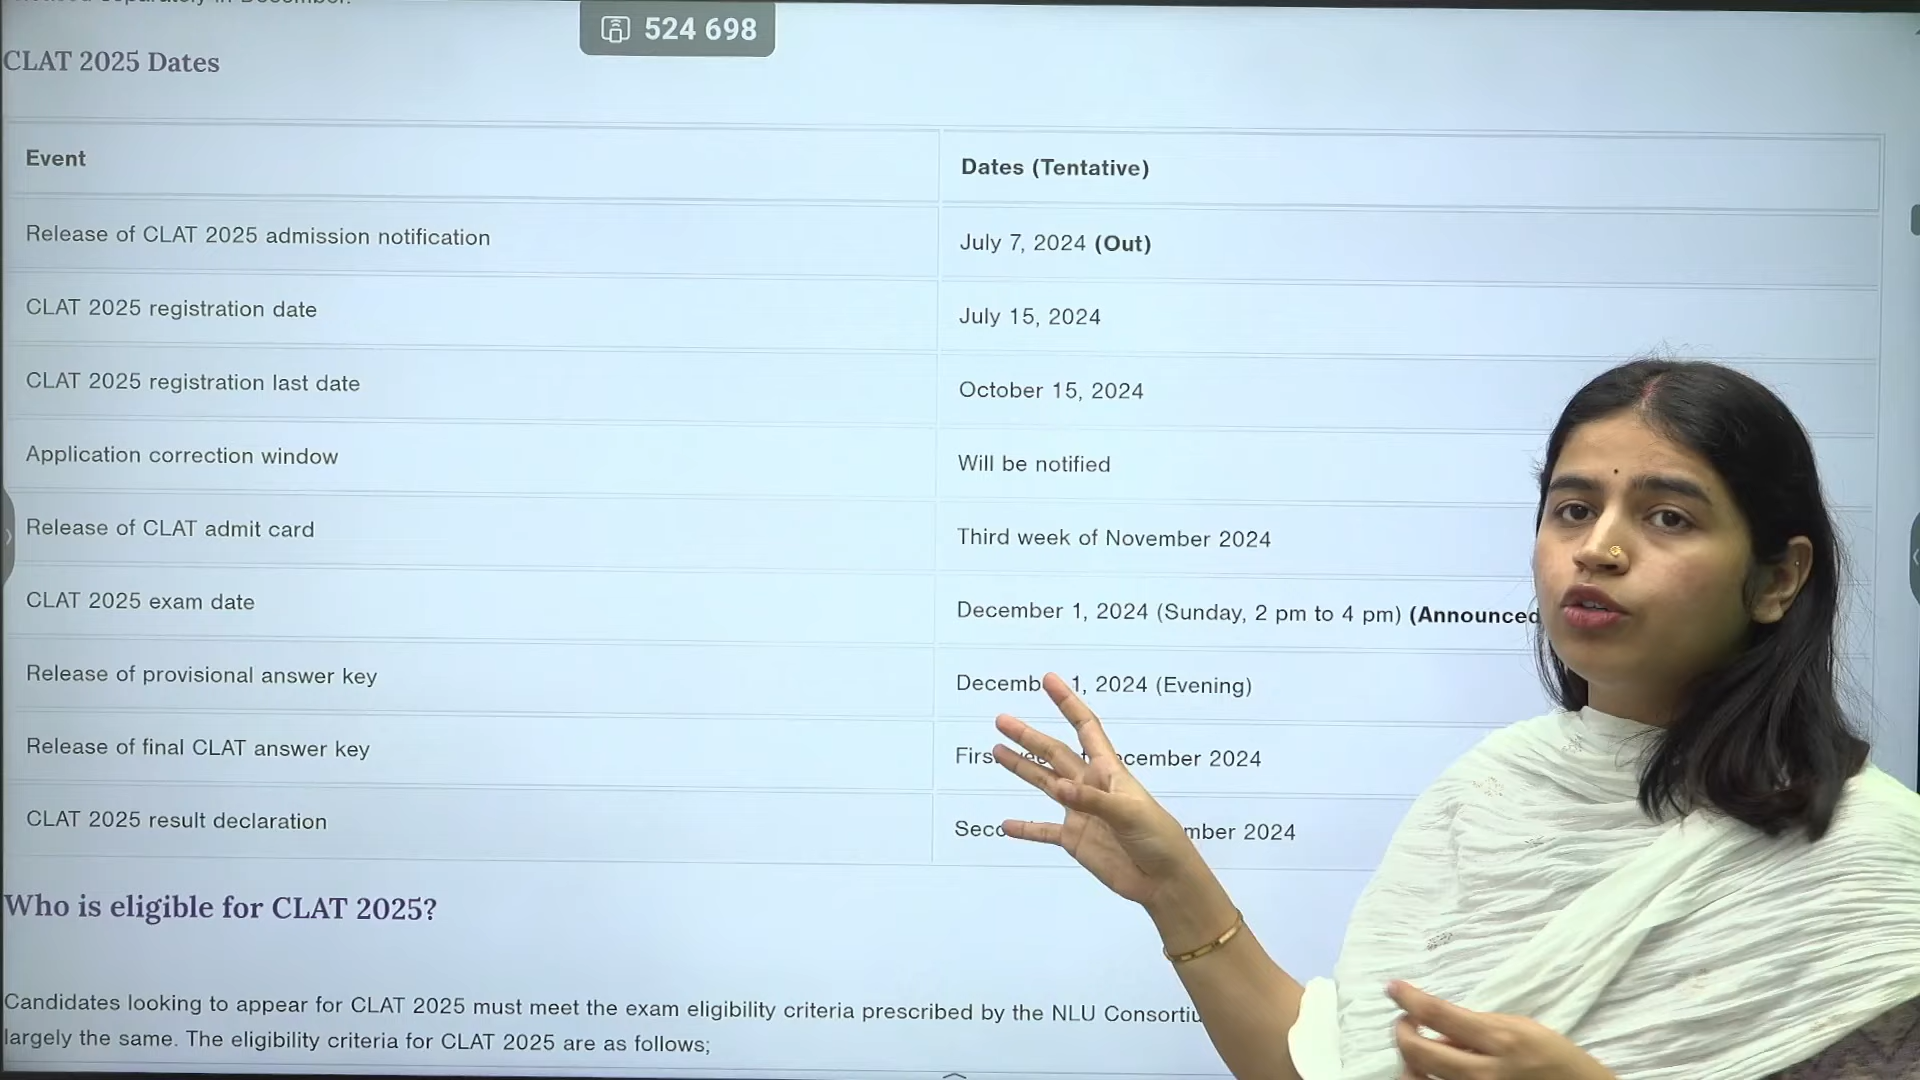 524 698
CLAT 2025 Dates
Event
Dates (Tentative)
Release of CLAT 2025 admission notification
July 7, 2024 (Out)
CLAT 2025 registration date
July 15, 2024
CLAT 2025 registration last date
October 15, 2024
Application correction window
Will be notified
Release of CLAT admit card
Third week of November 2024
CLAT 2025 exam date
December 1, 2024 (Sunday, 2 pm to 4 pm) (Announced
Release of provisional answer key
1, 2024 (Evening)
Release of final CLAT answer key
2024
CLAT 2025 result declaration
2024
Who is eligible for CLAT 2025?
Candidates looking to appear for CLAT 2025 must meet the exam eligibility criteria prescribed by the NLU
largely the same. The eligibility criteria for CLAT 2025 are as follows;